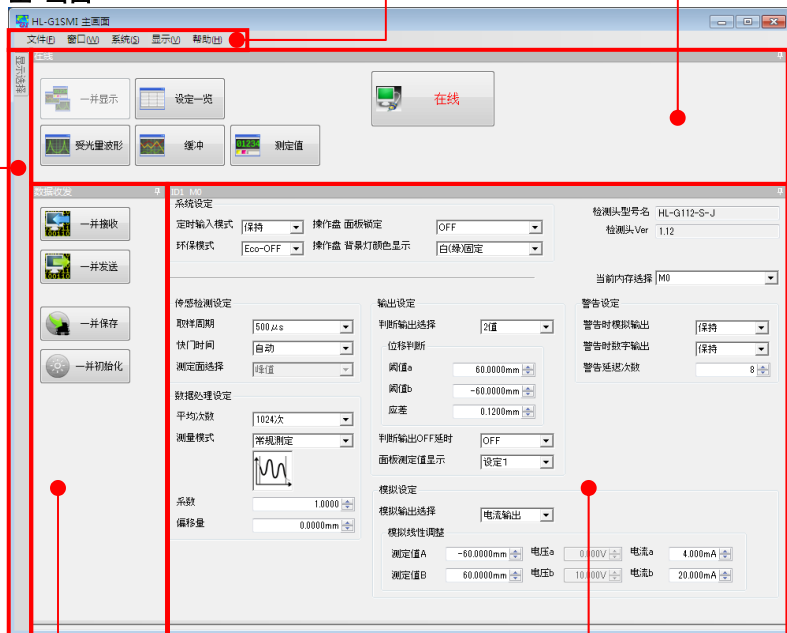 HL-G1SMI 主画面
文件(F) 窗口(W) 系统(S) 显示(V) 帮助(H)
显示选择
在线
一并显示 设定一览 在线
受光量波形 缓冲 01234 测定值
数据收发
一并接收
一并发送
一并保存
一并初始化
ID1 M0
系统设定
定时输入模式 保持 操作盘 面板锁定 OFF
环保模式 Eco-OFF 操作盘 背景灯颜色显示 白(绿)固定
检测头型号名 HL-G112-S-J
检测头Ver 1.12
当前内存选择 M0
传感检测设定
取样周期 500μs
快门时间 自动
测定面选择 峰值
数据处理设定
平均次数 1024次
测量模式 常规测定
系数 1.0000
偏移量 0.0000mm
输出设定
判断输出选择 2值
位移判断
阈值a 60.0000mm
阈值b -60.0000mm
应差 0.1200mm
判断输出OFF延时 OFF
面板测定值显示 设定1
警告设定
警告时模拟输出 保持
警告时数字输出 保持
警告延迟次数 8
模拟设定
模拟输出选择 电流输出
模拟线性调整
测定值A -60.0000mm 电压a 0.000V 电流a 4.000mA
测定值B 60.0000mm 电压b 10.000V 电流b 20.000mA